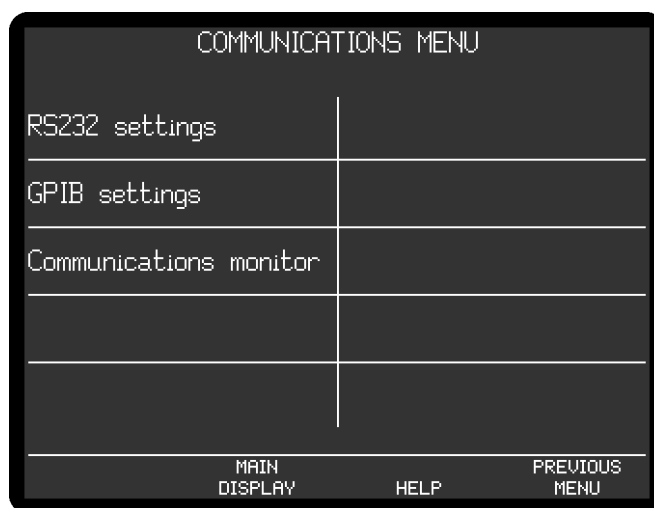 COMMUNICATIONS MENU
RS232 settings
GPIB settings
Communications monitor
MAIN
DISPLAY
HELP
PREVIOUS
MENU